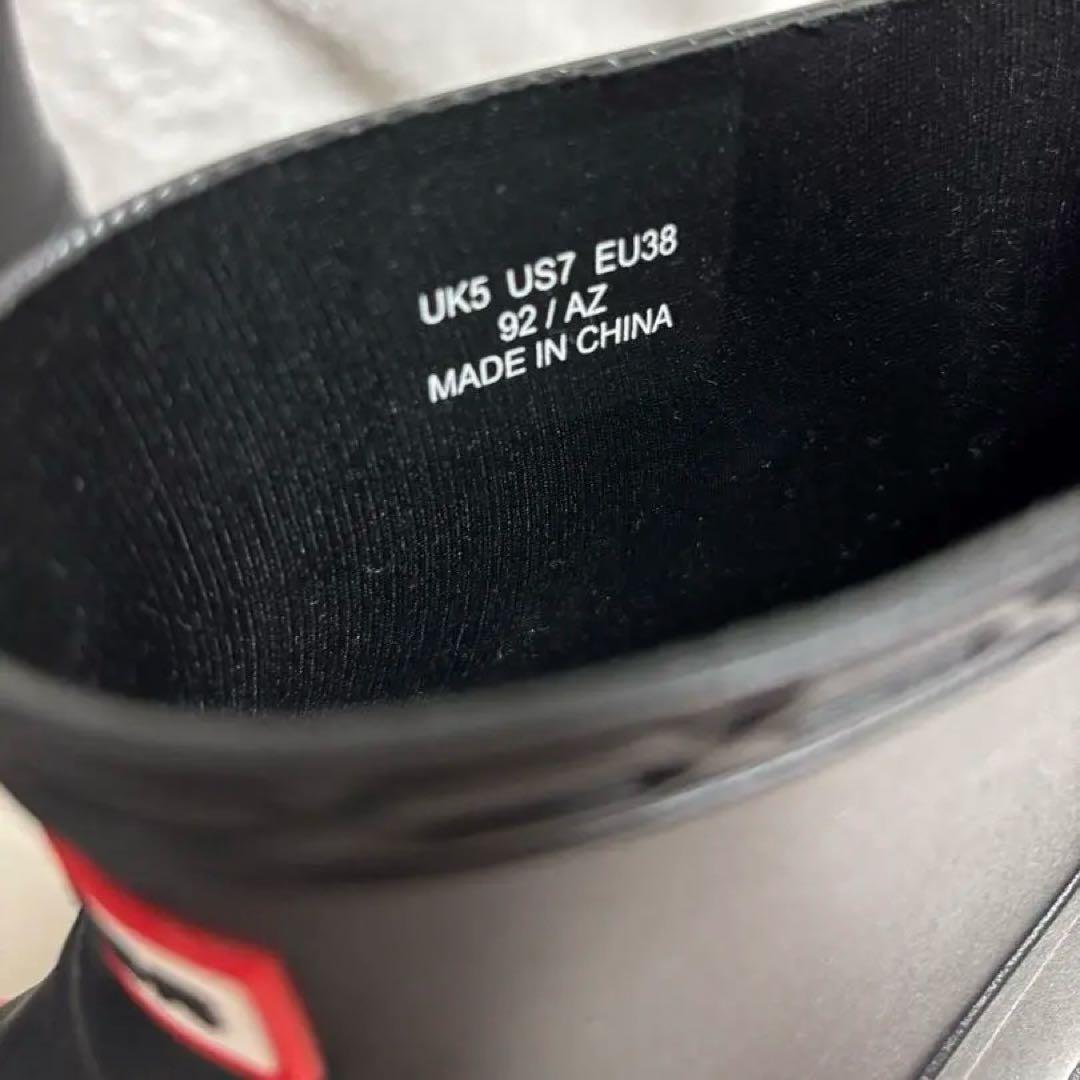 UK5 US7 EU38
92 / AZ
MADE IN CHINA